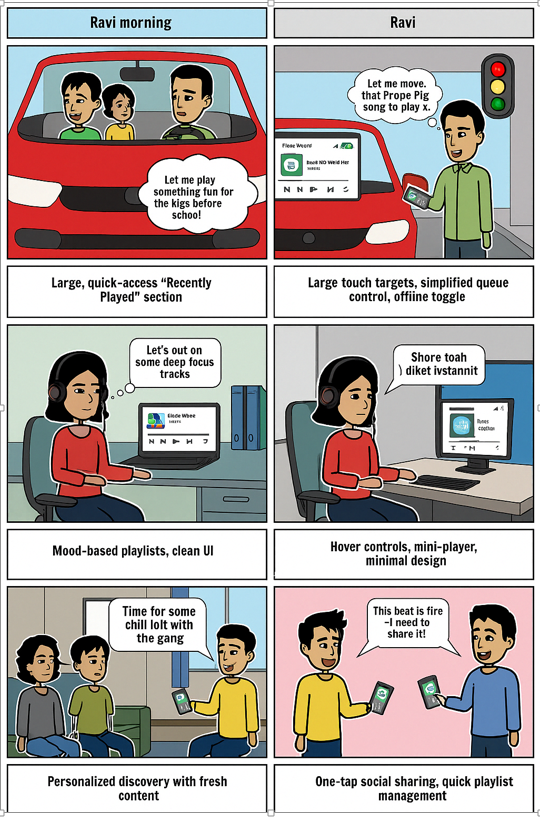 Ravi morning
Ravi
Let me play
something fun for
the kigs before
schoo!
Let me move.
that Prope Pig
song to play x.
Large, quick-access “Recently
Played” section
Large touch targets, simplified queue
control, offline toggle
Let's out on
some deep focus
tracks
Shore toah
diket ivstannit
Mood-based playlists, clean UI
Hover controls, mini-player,
minimal design
Time for some
chill lolt with
the gang
This beat is fire
–I need to
share it!
Personalized discovery with fresh
content
One-tap social sharing, quick playlist
management